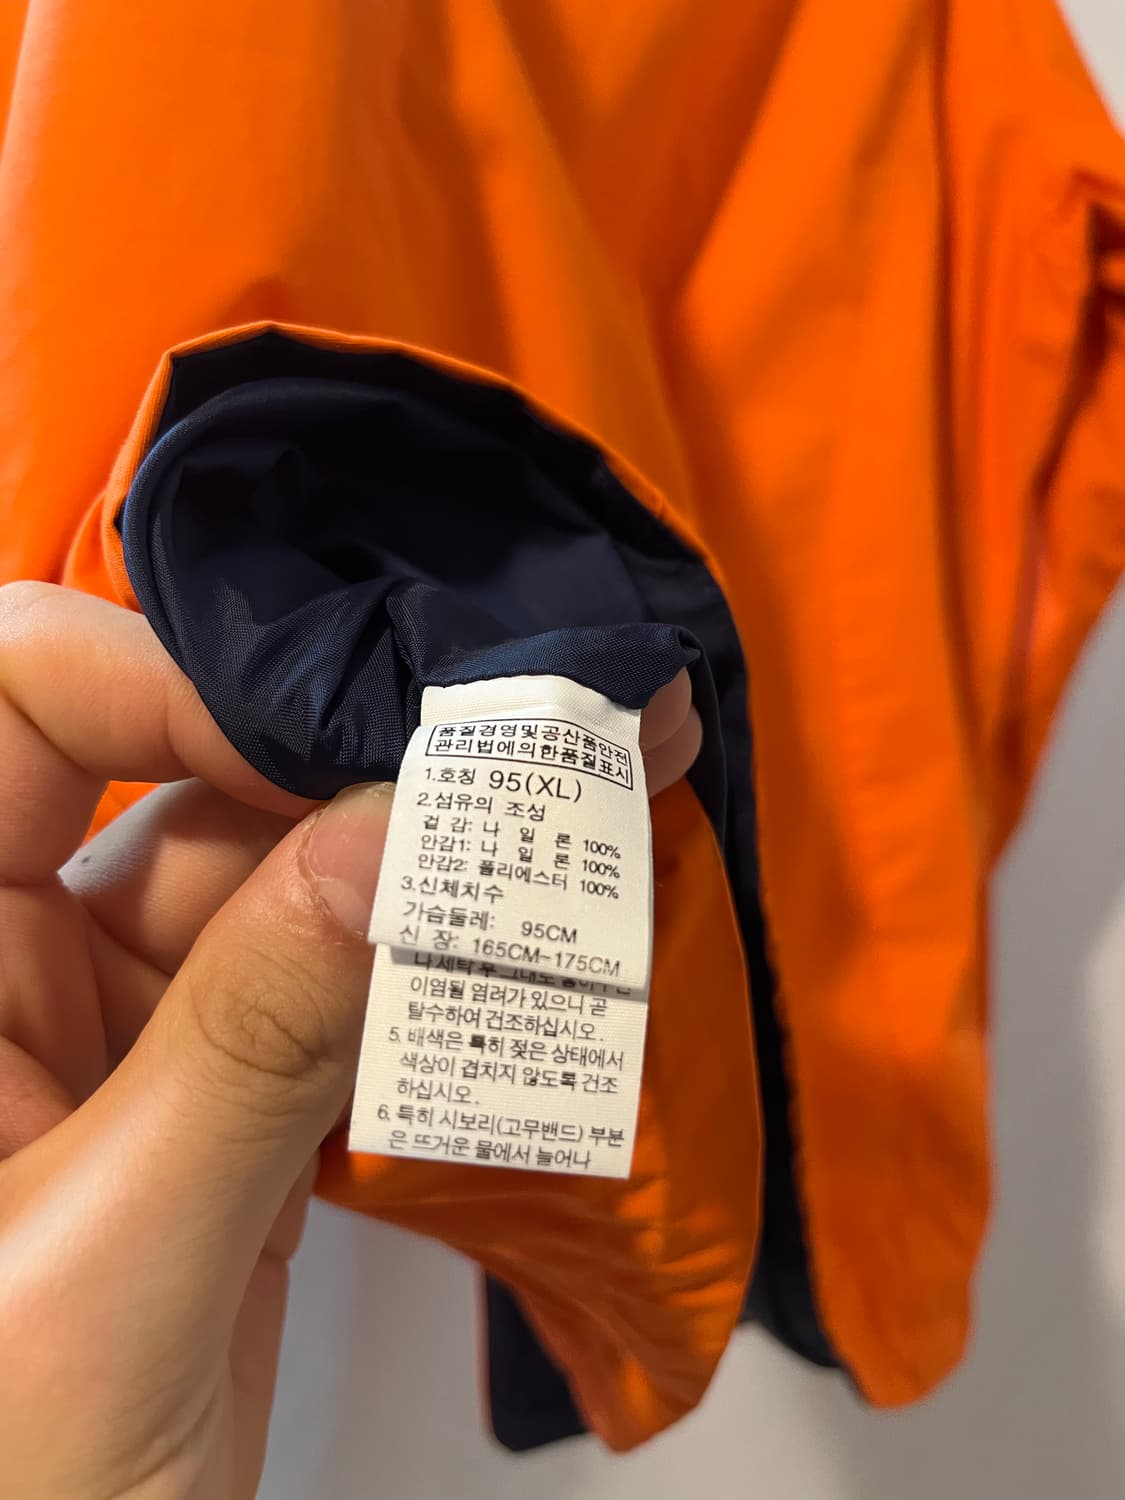 품질경영및공산품안전
관리법에의한품질표시
1.호칭 95(XL)
2.섬유의 조성
겉 감: 나 일 론 100%
안감1: 나 일 론 100%
안감2: 폴리에스터 100%
3.신체치수
가슴둘레: 95CM
신 장: 165CM~175CM
나 세탁 후 그대로
이염될 염려가 있으니 곧
탈수하여 건조하십시오.
5. 배색은 특히 젖은 상태에서
색상이 겹치지 않도록 건조
하십시오.
6. 특히 시보리(고무밴드) 부분
은 뜨거운 물에서 늘어나